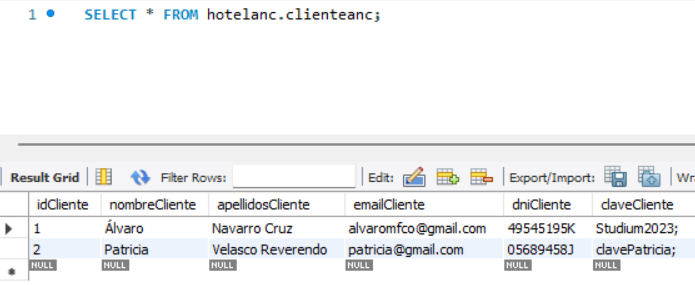 1 SELECT * FROM hotelanc.clienteanc;
Result Grid Filter Rows: Edit: Export/Import: Wr
idCliente nombreCliente apellidosCliente emailCliente dniCliente claveCliente
1 Álvaro Navarro Cruz alvaromfco@gmail.com 49545195K Studium2023;
2 Patricia Velasco Reverendo patricia@gmail.com 05689458J clavePatricia;
NULL NULL NULL NULL NULL NULL